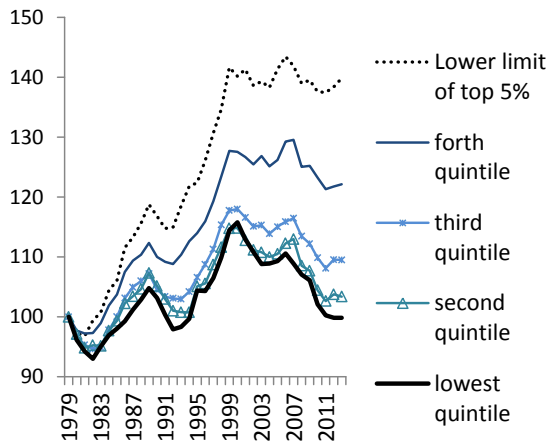 150
140
130
120
110
100
90
1979
1983
1987
1991
1995
1999
2003
2007
2011
Lower limit
of top 5%
forth
quintile
third
quintile
second
quintile
lowest
quintile